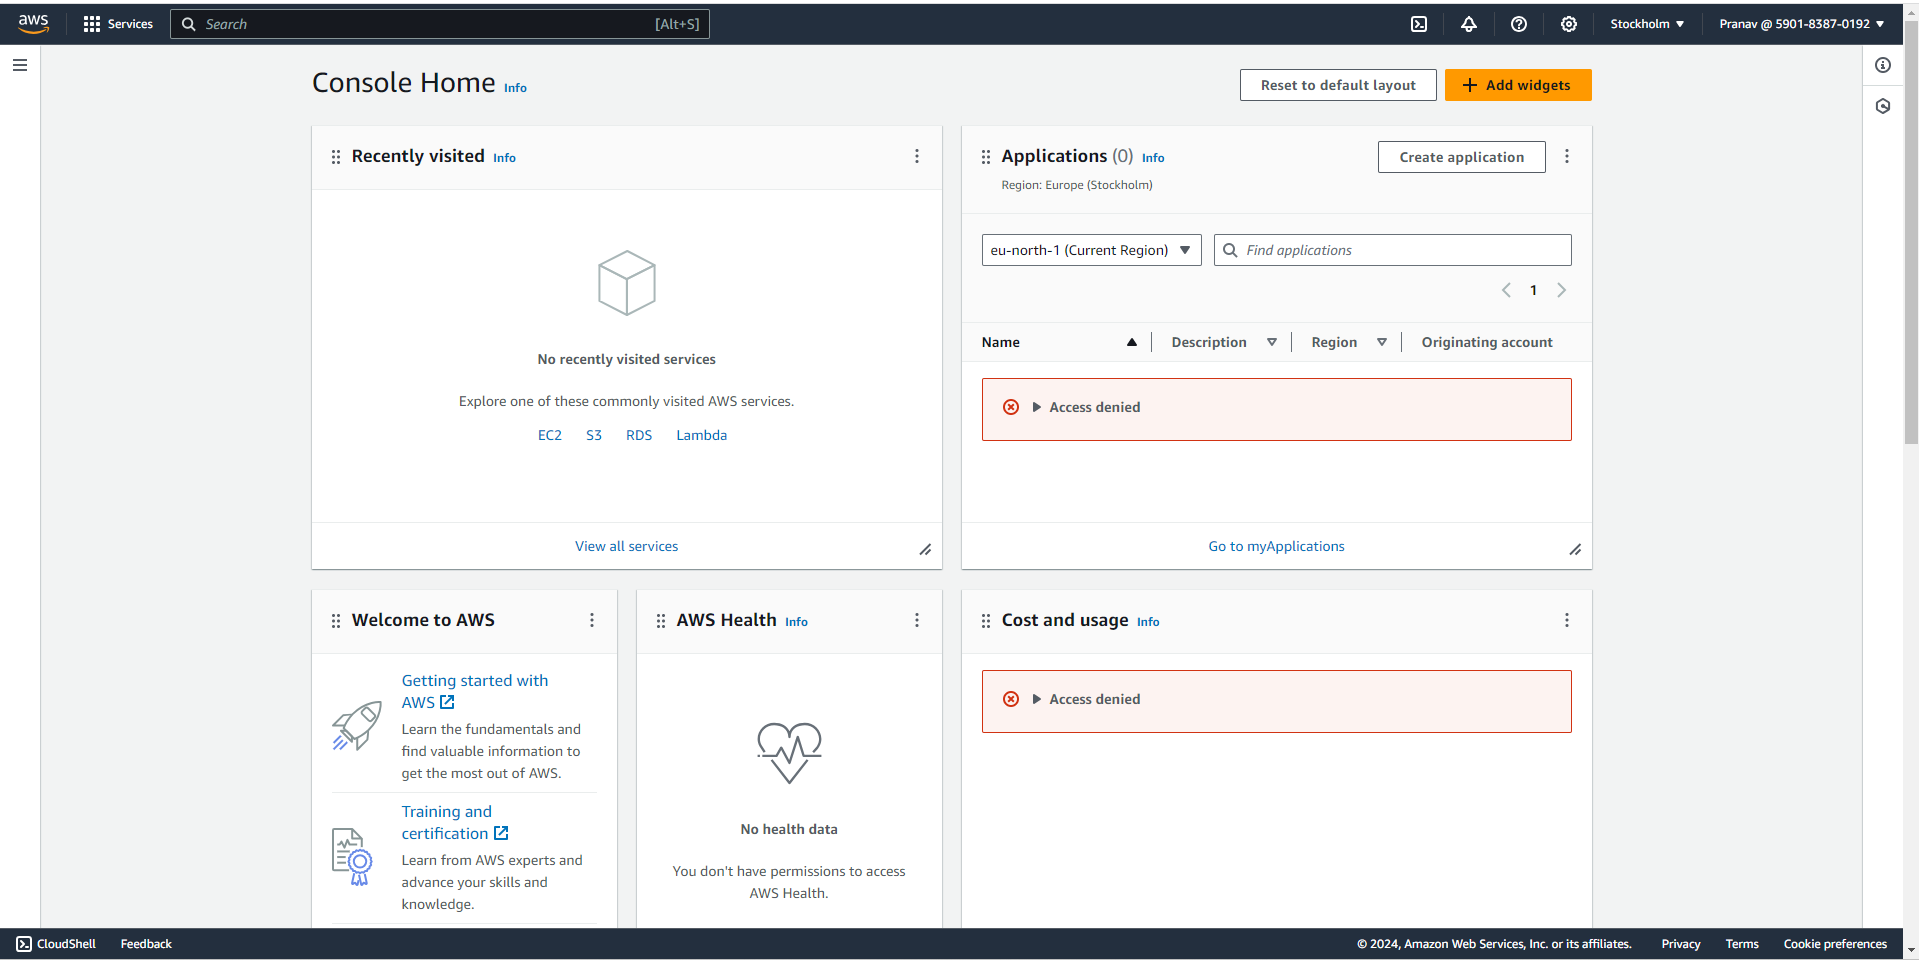 aws
Services
Search
[Alt+S]
Stockholm
Pranav @ 5901-8387-0192
Console Home Info
Reset to default layout
Add widgets
Recently visited Info
No recently visited services
Explore one of these commonly visited AWS services.
EC2 S3 RDS Lambda
View all services
Applications (0) Info
Region: Europe (Stockholm)
Create application
eu-north-1 (Current Region)
Find applications
1
Name Description Region Originating account
Access denied
Go to myApplications
Welcome to AWS
Getting started with
AWS
Learn the fundamentals and
find valuable information to
get the most out of AWS.
Training and
certification
Learn from AWS experts and
advance your skills and
knowledge.
AWS Health Info
No health data
You don't have permissions to access
AWS Health.
Cost and usage Info
Access denied
CloudShell
Feedback
© 2024, Amazon Web Services, Inc. or its affiliates.
Privacy
Terms
Cookie preferences